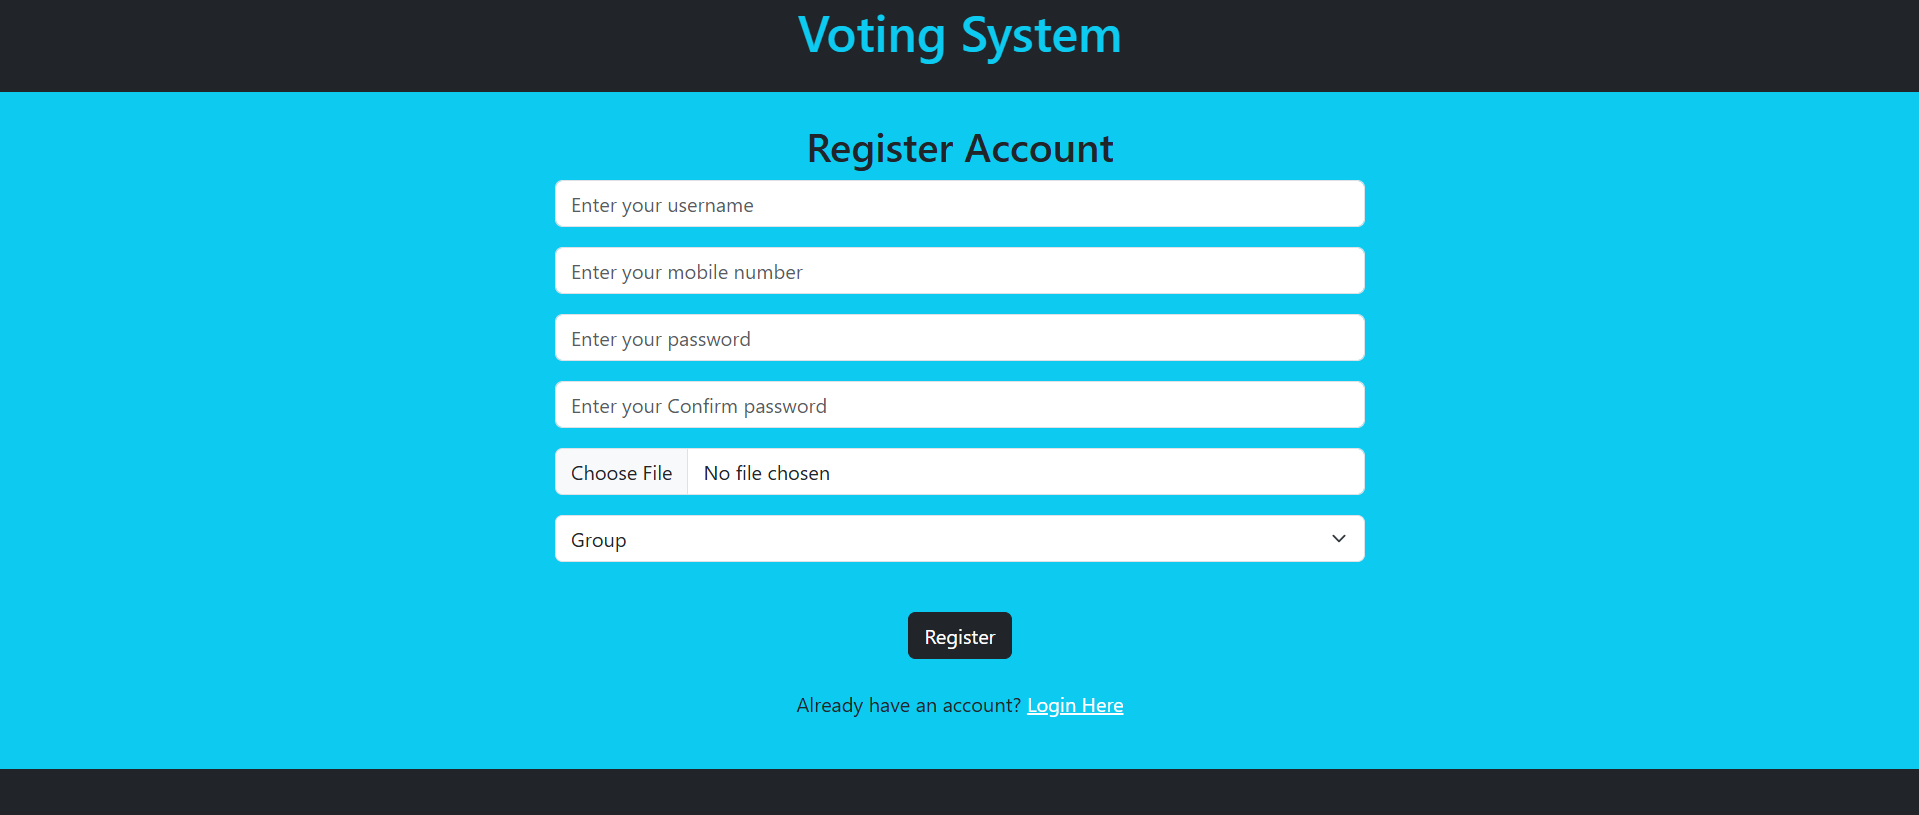 Voting System
Register Account
Enter your username
Enter your mobile number
Enter your password
Enter your Confirm password
Choose File No file chosen
Group
Register
Already have an account? Login Here